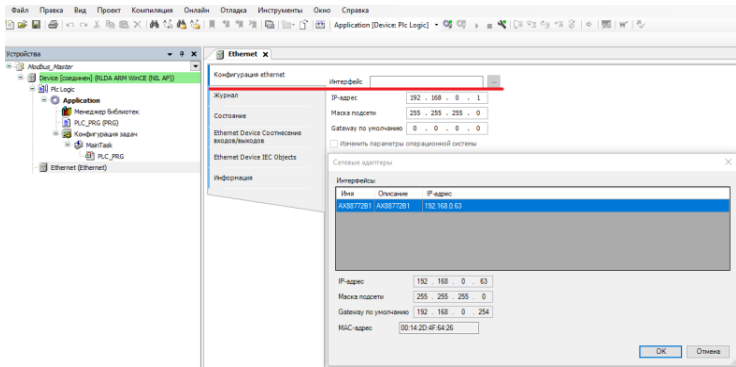 Файл Правка Вид Проект Компиляция Онлайн Отладка Инструменты Окно Справка
Application [Device: Plc Logic]
Устройства
Ethernet
Modbus_Master
Device [соединен] (RLDA ARM WinCE (NIL AP))
Plc Logic
Application
Менеджер библиотек
PLC_PRG (PRG)
Конфигурация задач
MainTask
PLC_PRG
Ethernet (Ethernet)
Конфигурация ethernet
Журнал
Состояние
Ethernet Device Соотнесение входов/выходов
Ethernet Device IEC Objects
Информация
Интерфейс ...
IP-адрес 192 . 168 . 0 . 1
Маска подсети 255 . 255 . 255 . 0
Gateway по умолчанию 0 . 0 . 0 . 0
Изменить параметры операционной системы
Сетевые адаптеры
Интерфейсы
Имя Описание IP-адрес
AX88772B1 AX88772B1 192.168.0.63
IP-адрес 192 . 168 . 0 . 63
Маска подсети 255 . 255 . 255 . 0
Gateway по умолчанию 192 . 168 . 0 . 254
MAC-адрес 00:14:2D:4F:64:26
OK Отмена